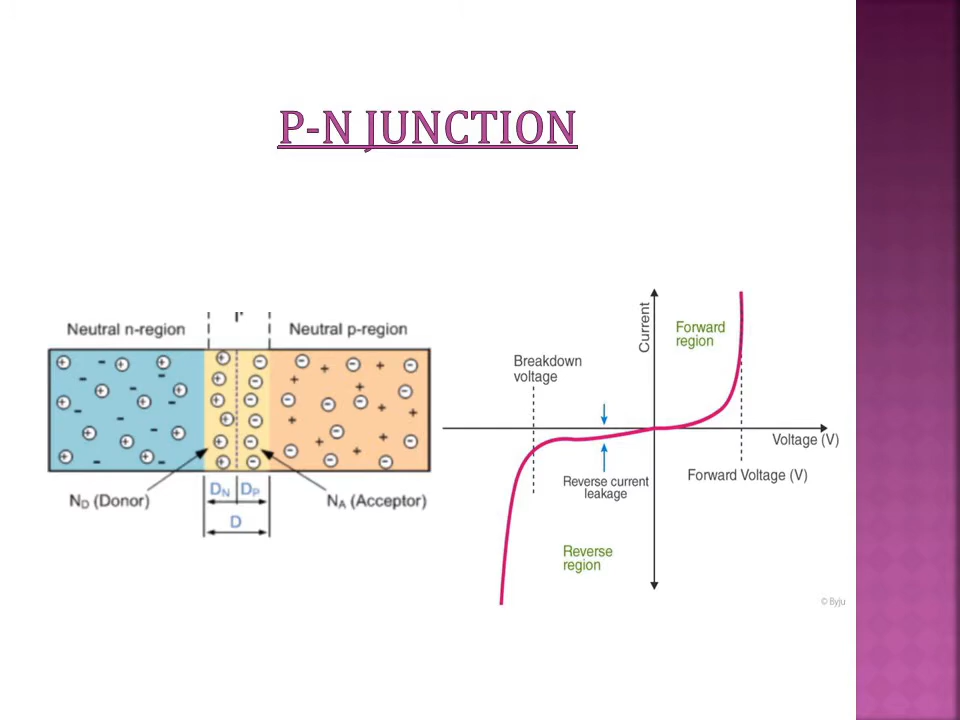 P-N JUNCTION
Neutral n-region
Neutral p-region
N_D (Donor)
D_N
D_P
N_A (Acceptor)
D
Current
Forward
region
Breakdown
voltage
Voltage (V)
Forward Voltage (V)
Reverse current
leakage
Reverse
region
© Byju